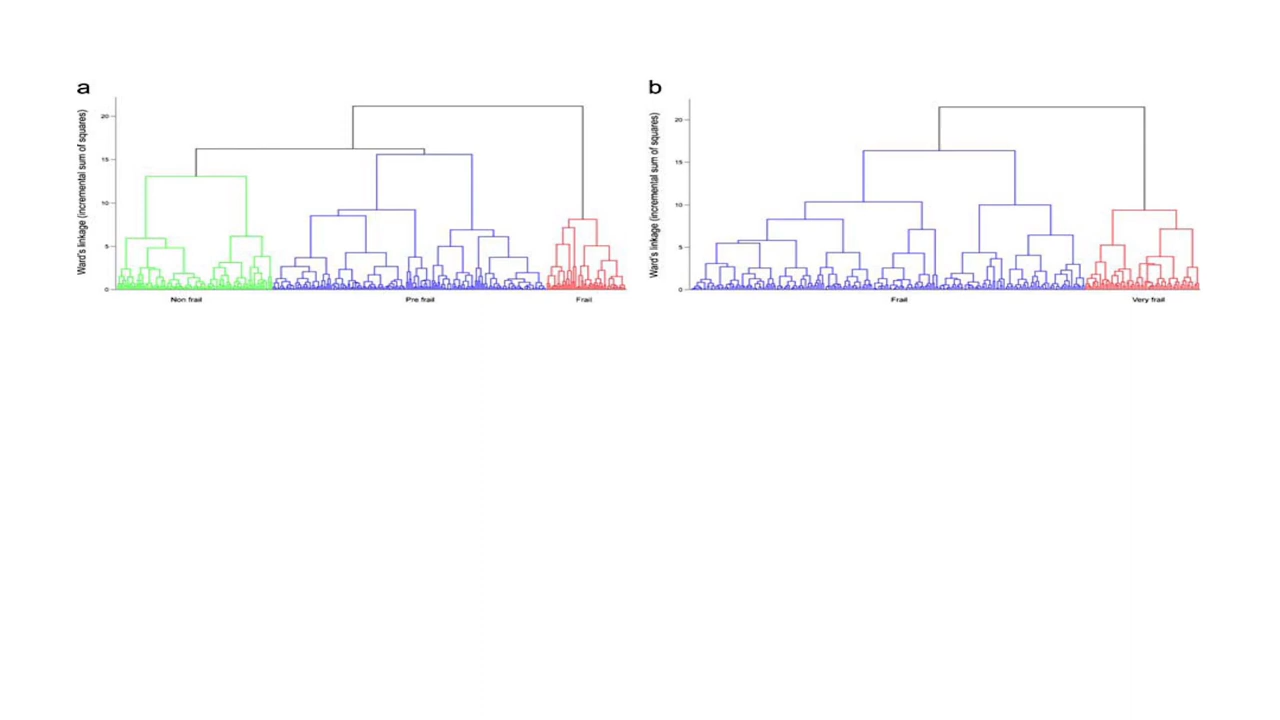 a
Ward's linkage (incremental sum of squares)
20
15
10
5
0
Non frail
Pre frail
Frail
b
Ward's linkage (incremental sum of squares)
20
15
10
5
0
Frail
Very frail